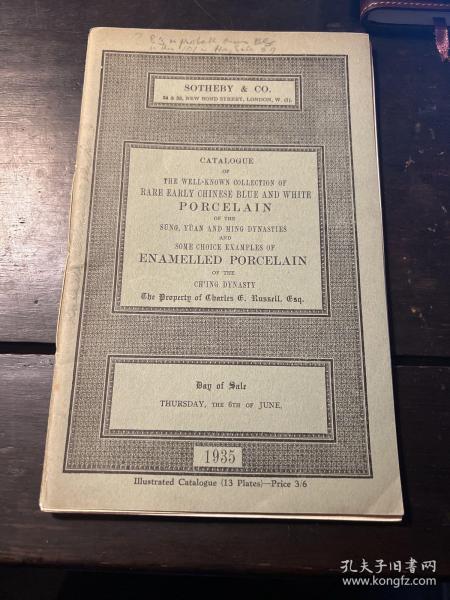 SOTHEBY & CO.
34 & 35, NEW BOND STREET, LONDON, W. (1).
CATALOGUE
OF
THE WELL-KNOWN COLLECTION OF
RARE EARLY CHINESE BLUE AND WHITE
PORCELAIN
OF THE
SUNG, YÜAN AND MING DYNASTIES
AND
SOME CHOICE EXAMPLES OF
ENAMELLED PORCELAIN
OF THE
CH'ING DYNASTY
The Property of Charles E. Russell, Esq.
Day of Sale
THURSDAY, THE 6TH OF JUNE,
1935
Illustrated Catalogue (13 Plates)—Price 3/6
孔夫子旧书网
www.kongfz.com